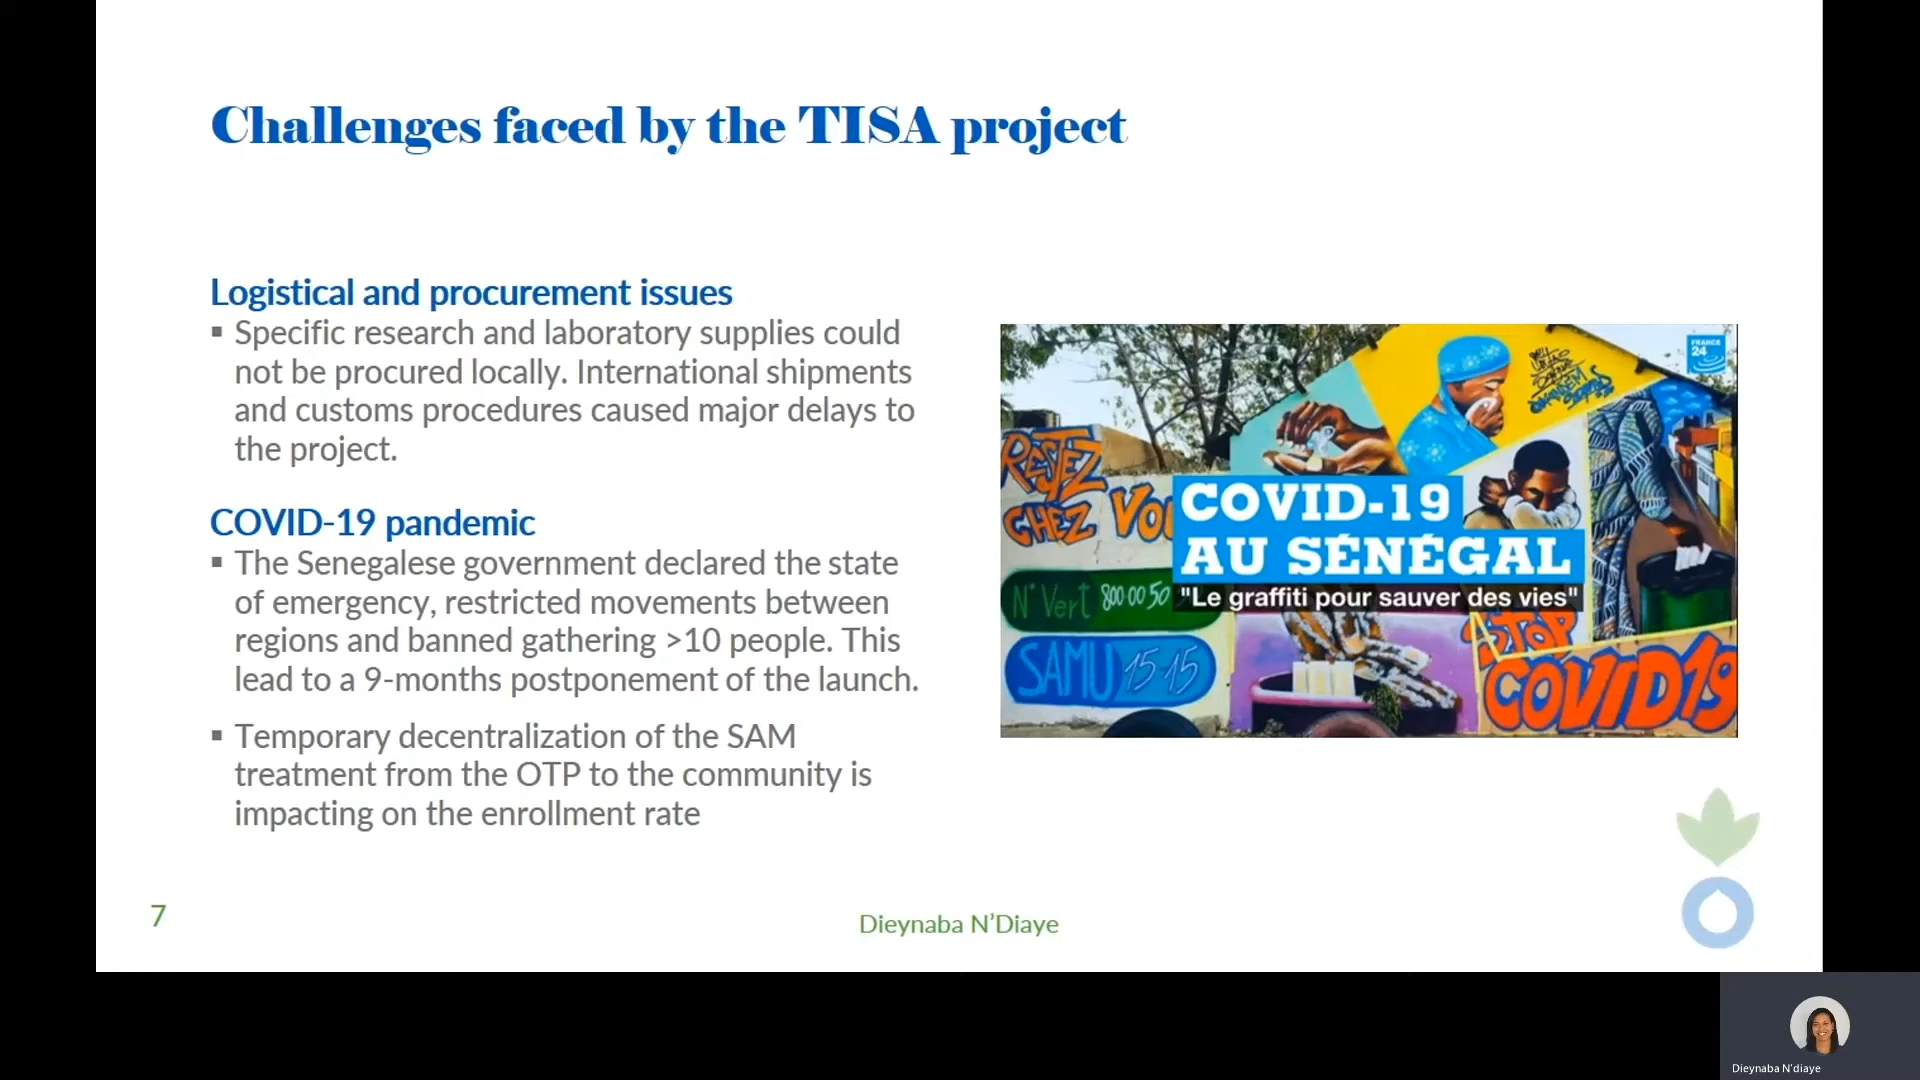 Challenges faced by the TISA project
Logistical and procurement issues
▪ Specific research and laboratory supplies could
not be procured locally. International shipments
and customs procedures caused major delays to
the project.
COVID-19 pandemic
▪ The Senegalese government declared the state
of emergency, restricted movements between
regions and banned gathering >10 people. This
lead to a 9-months postponement of the launch.
▪ Temporary decentralization of the SAM
treatment from the OTP to the community is
impacting on the enrollment rate
FRANCE
24
RESTEZ
CHEZ
COVID-19
AU SÉNÉGAL
"Le graffiti pour sauver des vies"
N° Vert 800 00 50
SAMU 15 15
STOP
COVID19
7
Dieynaba N'Diaye
Dieynaba N'diaye